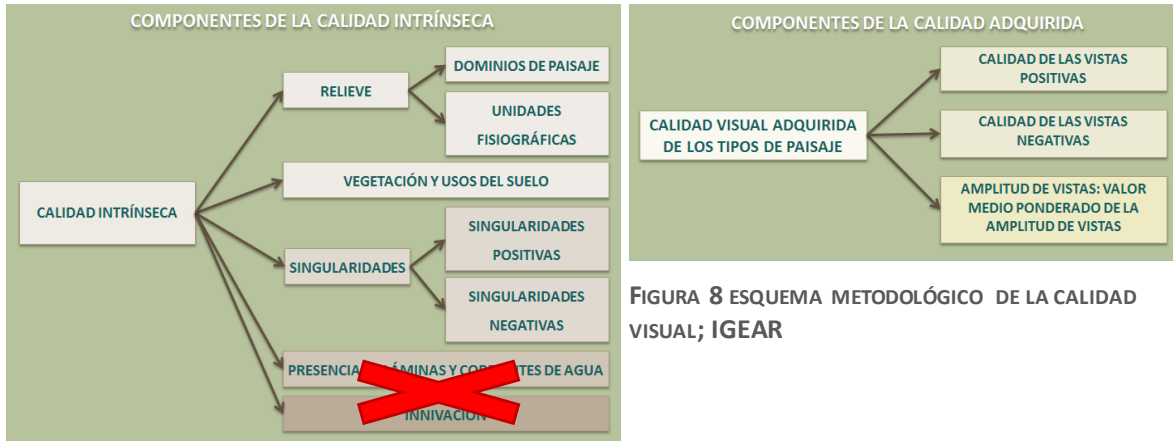 COMPONENTES DE LA CALIDAD INTRÍNSECA
CALIDAD INTRÍNSECA
RELIEVE
DOMINIOS DE PAISAJE
UNIDADES
FISIOGRÁFICAS
VEGETACIÓN Y USOS DEL SUELO
SINGULARIDADES
SINGULARIDADES
POSITIVAS
SINGULARIDADES
NEGATIVAS
PRESENCIA Y DE AGUA
INNIVACIÓN
COMPONENTES DE LA CALIDAD ADQUIRIDA
CALIDAD VISUAL ADQUIRIDA
DE LOS TIPOS DE PAISAJE
CALIDAD DE LAS VISTAS
POSITIVAS
CALIDAD DE LAS VISTAS
NEGATIVAS
AMPLITUD DE VISTAS: VALOR
MEDIO PONDERADO DE LA
AMPLITUD DE VISTAS
FIGURA 8 ESQUEMA METODOLÓGICO DE LA CALIDAD
VISUAL; IGEAR